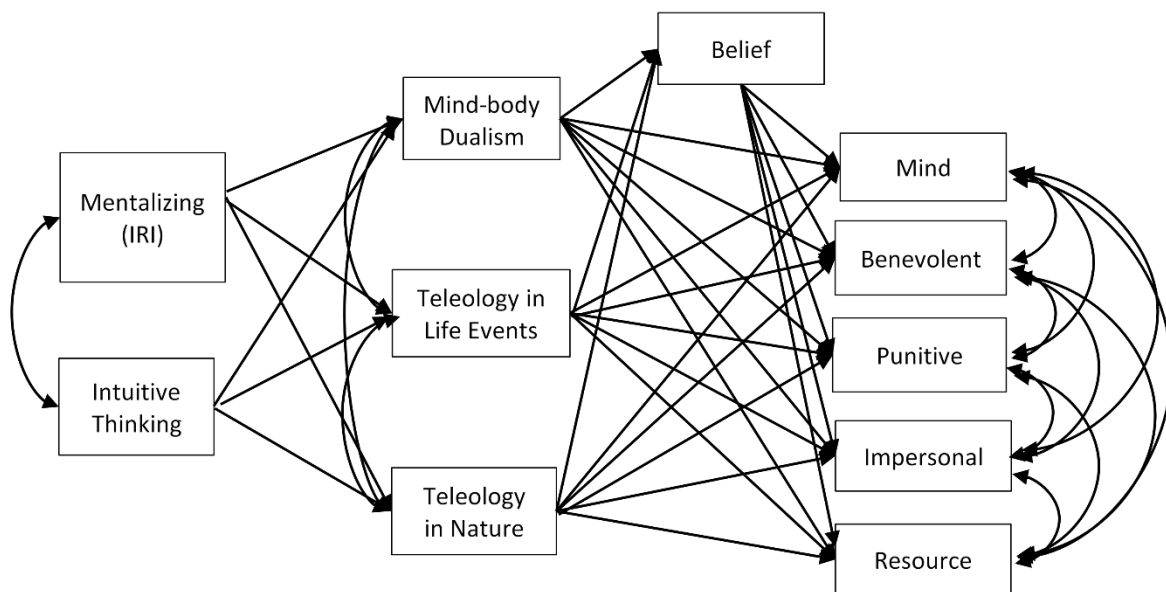 Belief
Mind-body
Dualism
Mind
Mentalizing
(IRI)
Benevolent
Teleology in
Life Events
Punitive
Intuitive
Thinking
Impersonal
Teleology
in Nature
Resource